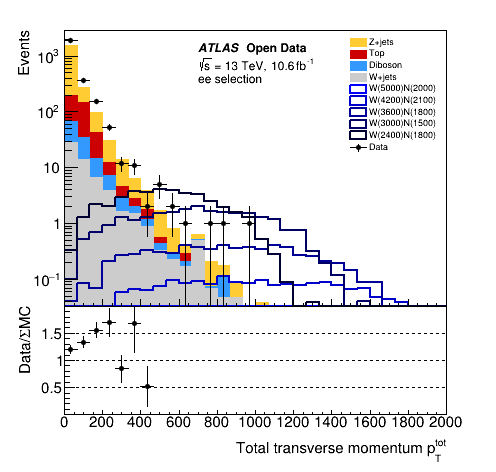 Events
10³
10²
10
1
10⁻¹
ATLAS Open Data
√s = 13 TeV, 10.6fb⁻¹
ee selection
Z+jets
Top
Diboson
W+jets
W(5000)N(2000)
W(4200)N(2100)
W(3600)N(1800)
W(3000)N(1500)
W(2400)N(1800)
Data
Data/ΣMC
1.5
1
0.5
0 200 400 600 800 1000 1200 1400 1600 1800 2000
Total transverse momentum p_T^tot